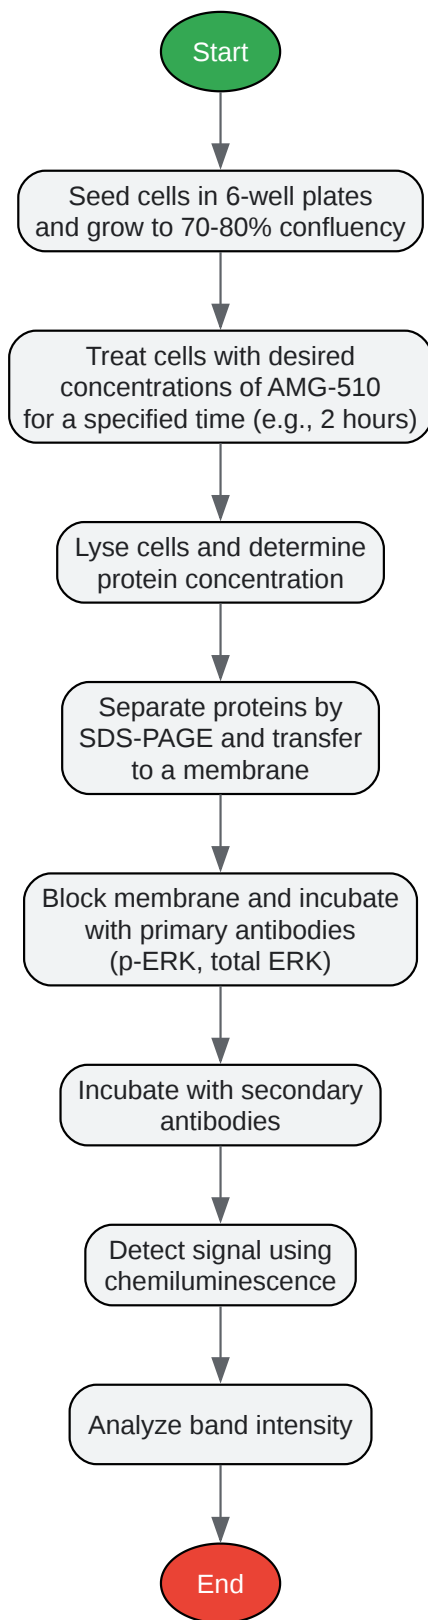 Start
Seed cells in 6-well plates
and grow to 70-80% confluency
Treat cells with desired
concentrations of AMG-510
for a specified time (e.g., 2 hours)
Lyse cells and determine
protein concentration
Separate proteins by
SDS-PAGE and transfer
to a membrane
Block membrane and incubate
with primary antibodies
(p-ERK, total ERK)
Incubate with secondary
antibodies
Detect signal using
chemiluminescence
Analyze band intensity
End